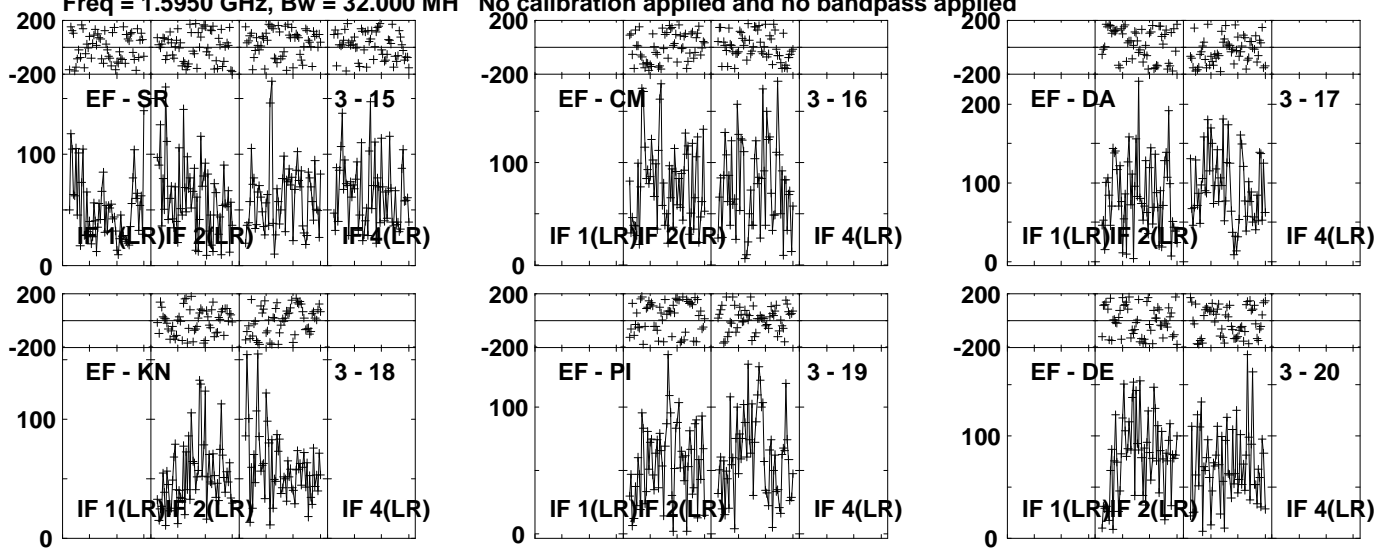 Freq = 1.5950 GHz, Bw = 32.000 MH No calibration applied and no bandpass applied
200
-200
EF - SR 3 - 15
100
IF 1(LR) IF 2(LR) IF 4(LR)
0
200
-200
EF - CM 3 - 16
100
IF 1(LR) IF 2(LR) IF 4(LR)
0
200
-200
200
EF - DA 3 - 17
100
IF 1(LR) IF 2(LR) IF 4(LR)
0
200
-200
EF - KN 3 - 18
100
IF 1(LR) IF 2(LR) IF 4(LR)
0
200
-200
EF - PI 3 - 19
100
IF 1(LR) IF 2(LR) IF 4(LR)
0
200
-200
EF - DE 3 - 20
100
IF 1(LR) IF 2(LR) IF 4(LR)
0